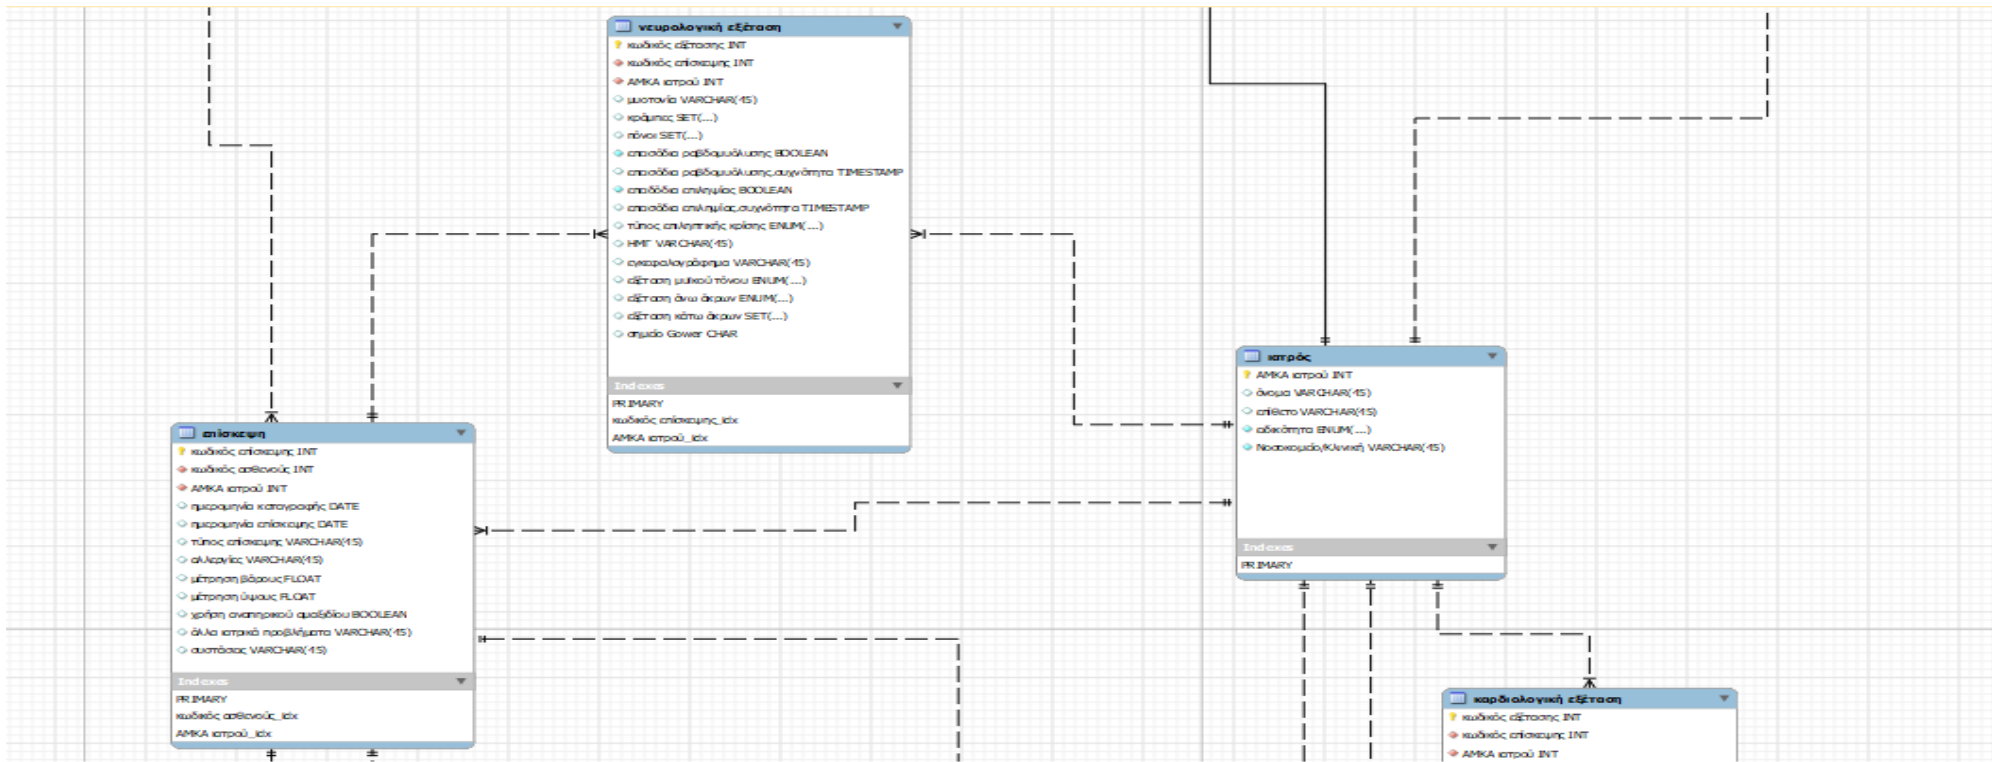 νευρολογική εξέταση
κωδικός εξέτασης INT
κωδικός επίσκεψης INT
ΑΜΚΑ ιατρού INT
μυοτονία VARCHAR(45)
κράμπες SET(...)
πόνοι SET(...)
επεισόδια ραβδομυόλυσης BOOLEAN
επεισόδια ραβδομυόλυσης,συχνότητα TIMESTAMP
επεισόδια επιληψίας BOOLEAN
επεισόδια επιληψίας,συχνότητα TIMESTAMP
τύπος επιληπτικής κρίσης ENUM(...)
ΗΜΓ VARCHAR(45)
εγκεφαλογράφημα VARCHAR(45)
εξέταση μυϊκού τόνου ENUM(...)
εξέταση άνω άκρων ENUM(...)
εξέταση κάτω άκρων SET(...)
σημείο Gower CHAR
Indexes
PRIMARY
κωδικός επίσκεψης_idx
ΑΜΚΑ ιατρού_idx
ιατρός
ΑΜΚΑ ιατρού INT
όνομα VARCHAR(45)
επίθετο VARCHAR(45)
ειδικότητα ENUM(...)
Νοσοκομείο/Κλινική VARCHAR(45)
Indexes
PRIMARY
επίσκεψη
κωδικός επίσκεψης INT
κωδικός ασθενούς INT
ΑΜΚΑ ιατρού INT
ημερομηνία καταγραφής DATE
ημερομηνία επίσκεψης DATE
τύπος επίσκεψης VARCHAR(45)
αλλεργίες VARCHAR(45)
μέτρηση βάρους FLOAT
μέτρηση ύψους FLOAT
χρήση αναπηρικού αμαξιδίου BOOLEAN
άλλα ιατρικά προβλήματα VARCHAR(45)
συστάσεις VARCHAR(45)
Indexes
PRIMARY
κωδικός ασθενούς_idx
ΑΜΚΑ ιατρού_idx
καρδιολογική εξέταση
κωδικός εξέτασης INT
κωδικός επίσκεψης INT
ΑΜΚΑ ιατρού INT